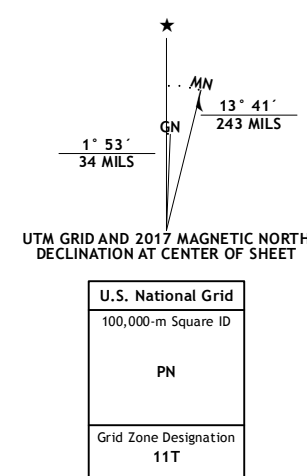 ★
MN
13° 41´
243 MILS
GN
1° 53´
34 MILS
UTM GRID AND 2017 MAGNETIC NORTH
DECLINATION AT CENTER OF SHEET
U.S. National Grid
100,000-m Square ID
PN
Grid Zone Designation
11T